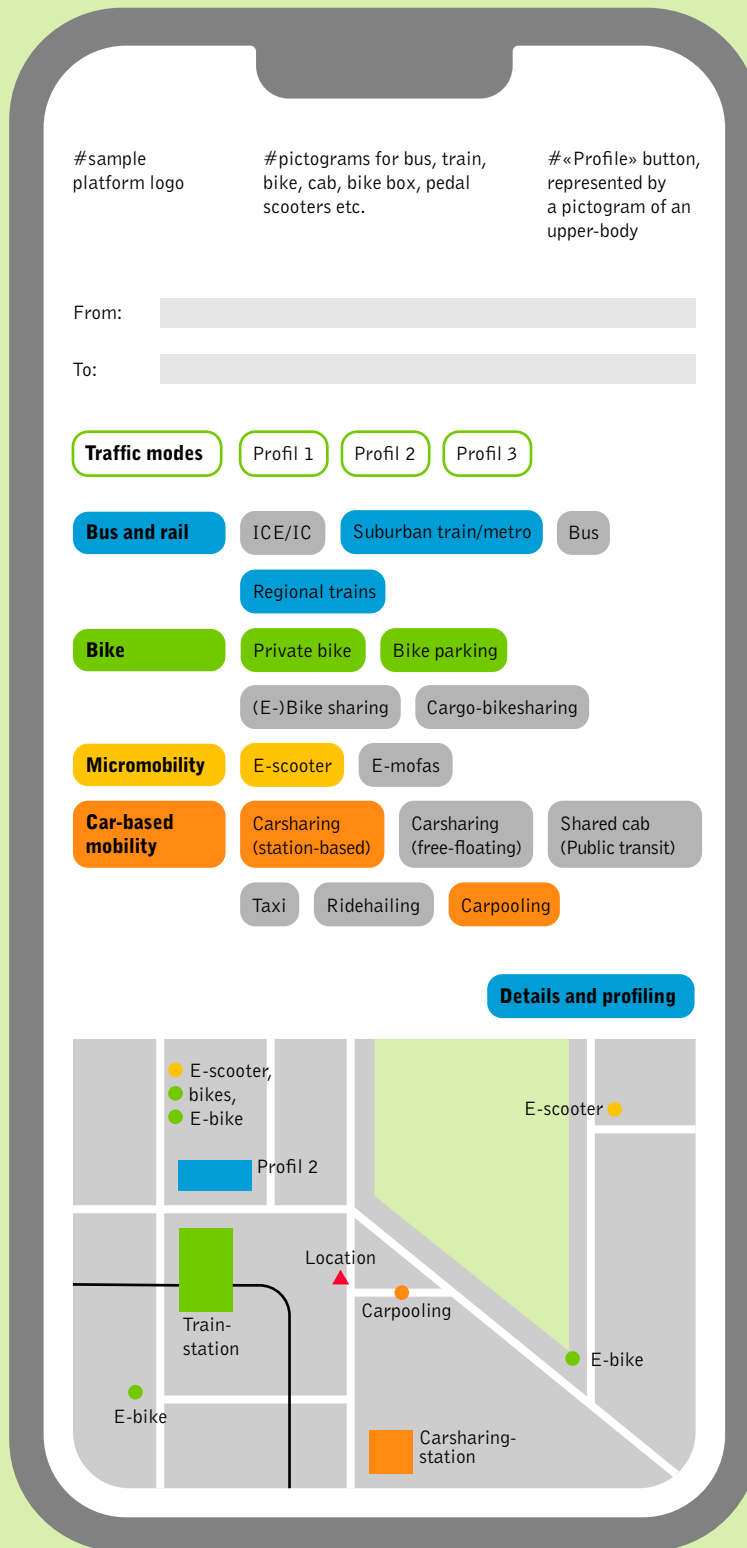 #sample
platform logo
#pictograms for bus, train,
bike, cab, bike box, pedal
scooters etc.
#«Profile» button,
represented by
a pictogram of an
upper-body
From:
To:
Traffic modes
Profil 1
Profil 2
Profil 3
Bus and rail
ICE/IC
Suburban train/metro
Bus
Regional trains
Bike
Private bike
Bike parking
(E-)Bike sharing
Cargo-bikesharing
Micromobility
E-scooter
E-mofas
Car-based
mobility
Carsharing
(station-based)
Carsharing
(free-floating)
Shared cab
(Public transit)
Taxi
Ridehailing
Carpooling
Details and profiling
E-scooter,
bikes,
E-bike
E-scooter
Profil 2
Location
Carpooling
Train-
station
E-bike
E-bike
Carsharing-
station